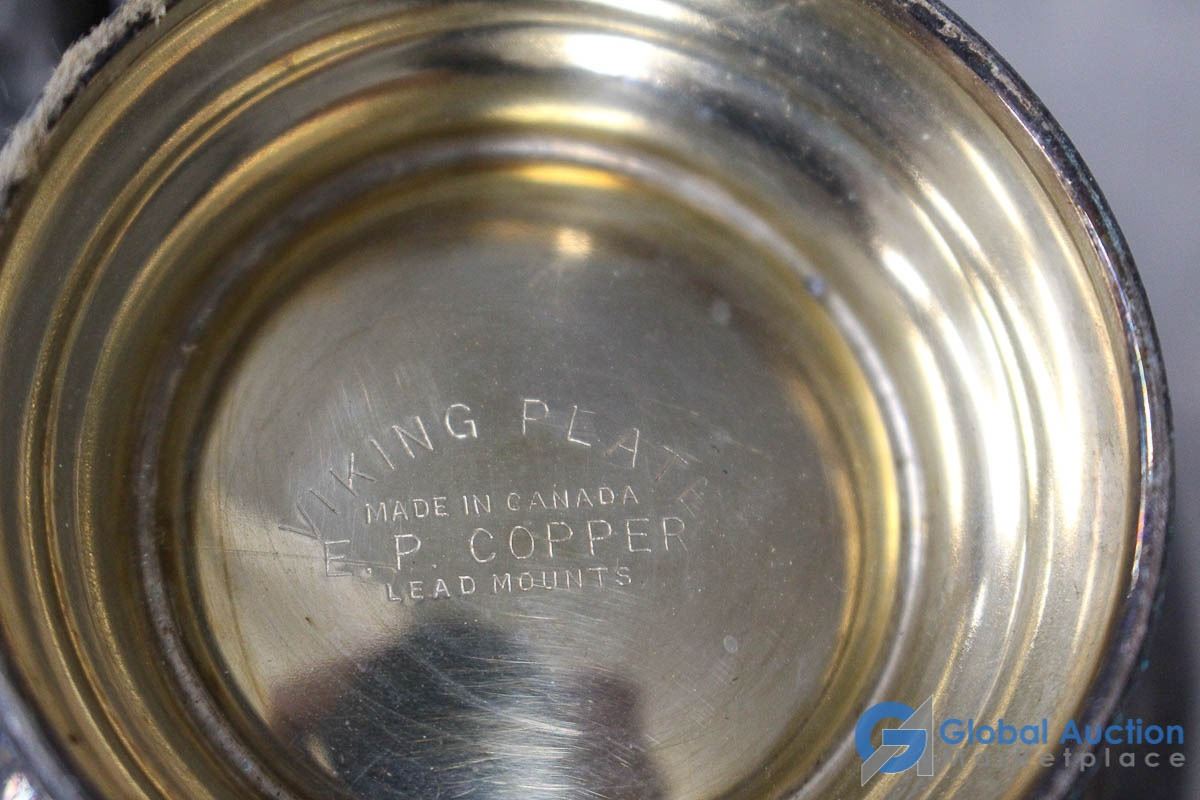 VIKING PLATE
MADE IN CANADA
E.P. COPPER
LEAD MOUNTS
Global Auction
Marketplace